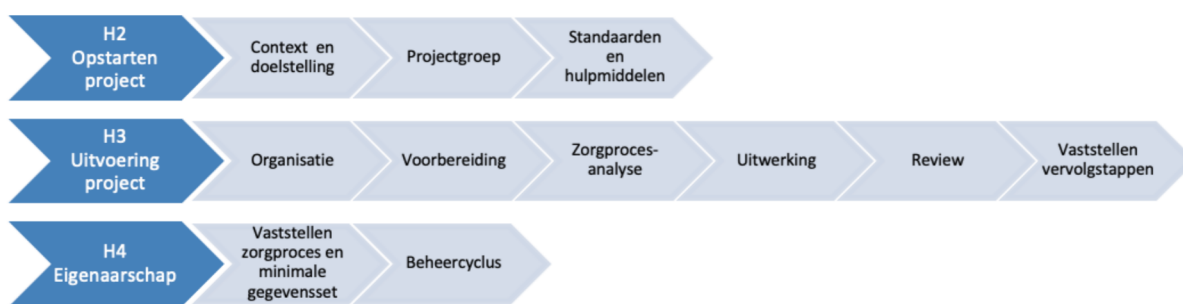 H2
Opstarten
project
Context en
doelstelling
Projectgroep
Standaarden
en
hulpmiddelen
H3
Uitvoering
project
Organisatie
Voorbereiding
Zorgproces-
analyse
Uitwerking
Review
Vaststellen
vervolgstappen
H4
Eigenaarschap
Vaststellen
zorgproces en
minimale
gegevensset
Beheercyclus